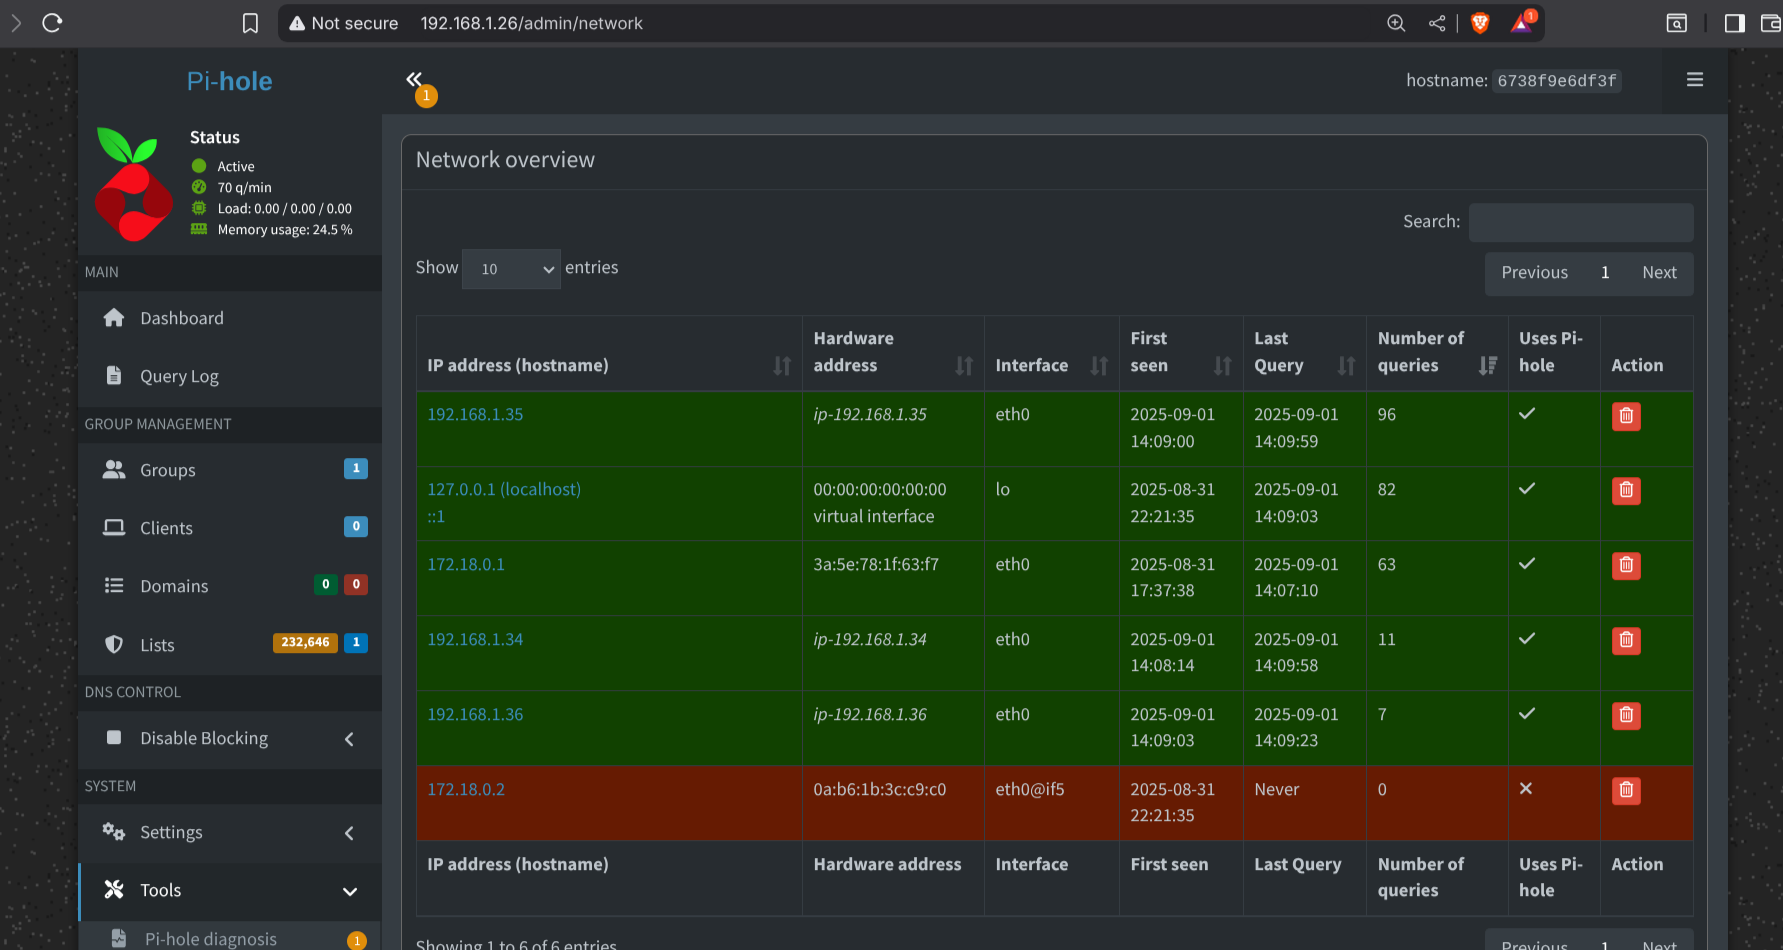 Not secure 192.168.1.26/admin/network
1
Pi-hole
1
hostname: 6738f9e6df3f
Status
Active
70 q/min
Load: 0.00 / 0.00 / 0.00
Memory usage: 24.5 %
MAIN
Dashboard
Query Log
GROUP MANAGEMENT
Groups 1
Clients 0
Domains 0 0
Lists 232,646 1
DNS CONTROL
Disable Blocking
SYSTEM
Settings
Tools
Pi-hole diagnosis 1
Network overview
Search:
Show 10 entries
Previous 1 Next
IP address (hostname) Hardware address Interface First seen Last Query Number of queries Uses Pi-hole Action
192.168.1.35 ip-192.168.1.35 eth0 2025-09-01 14:09:00 2025-09-01 14:09:59 96
127.0.0.1 (localhost) ::1 00:00:00:00:00:00 virtual interface lo 2025-08-31 22:21:35 2025-09-01 14:09:03 82
172.18.0.1 3a:5e:78:1f:63:f7 eth0 2025-08-31 17:37:38 2025-09-01 14:07:10 63
192.168.1.34 ip-192.168.1.34 eth0 2025-09-01 14:08:14 2025-09-01 14:09:58 11
192.168.1.36 ip-192.168.1.36 eth0 2025-09-01 14:09:03 2025-09-01 14:09:23 7
172.18.0.2 0a:b6:1b:3c:c9:c0 eth0@if5 2025-08-31 22:21:35 Never 0
IP address (hostname) Hardware address Interface First seen Last Query Number of queries Uses Pi-hole Action
Showing 1 to 6 of 6 entries
Previous 1 Next